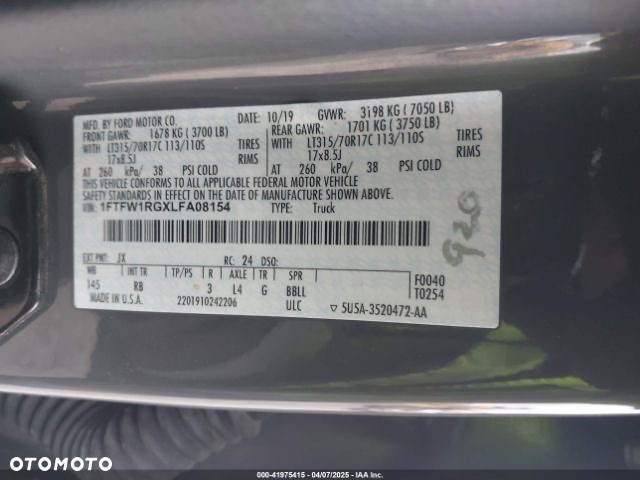 MFD. BY FORD MOTOR CO.
DATE: 10/19 GVWR: 3198 KG ( 7050 LB)
FRONT GAWR: 1678 KG ( 3700 LB) REAR GAWR: 1701 KG ( 3750 LB)
WITH LT315/70R17C 113/110S TIRES WITH LT315/70R17C 113/110S TIRES
17x8.5J RIMS 17x8.5J RIMS
AT 260 kPa/ 38 PSI COLD AT 260 kPa/ 38 PSI COLD
THIS VEHICLE CONFORMS TO ALL APPLICABLE FEDERAL MOTOR VEHICLE
SAFETY STANDARDS IN EFFECT ON THE DATE OF MANUFACTURE SHOWN ABOVE.
VIN: 1FTFW1RGXLFA08154 TYPE: Truck
920
EXT PNT: JX RC: 24 DSO:
WB INT TR TP/PS R AXLE TR SPR F0040
145 RB 3 L4 G BBLL T0254
MADE IN U.S.A. 2201910242206 ULC ▽ 5U5A-3520472-AA
OTOMOTO
000-41975415 - 04/07/2025 - IAA Inc.